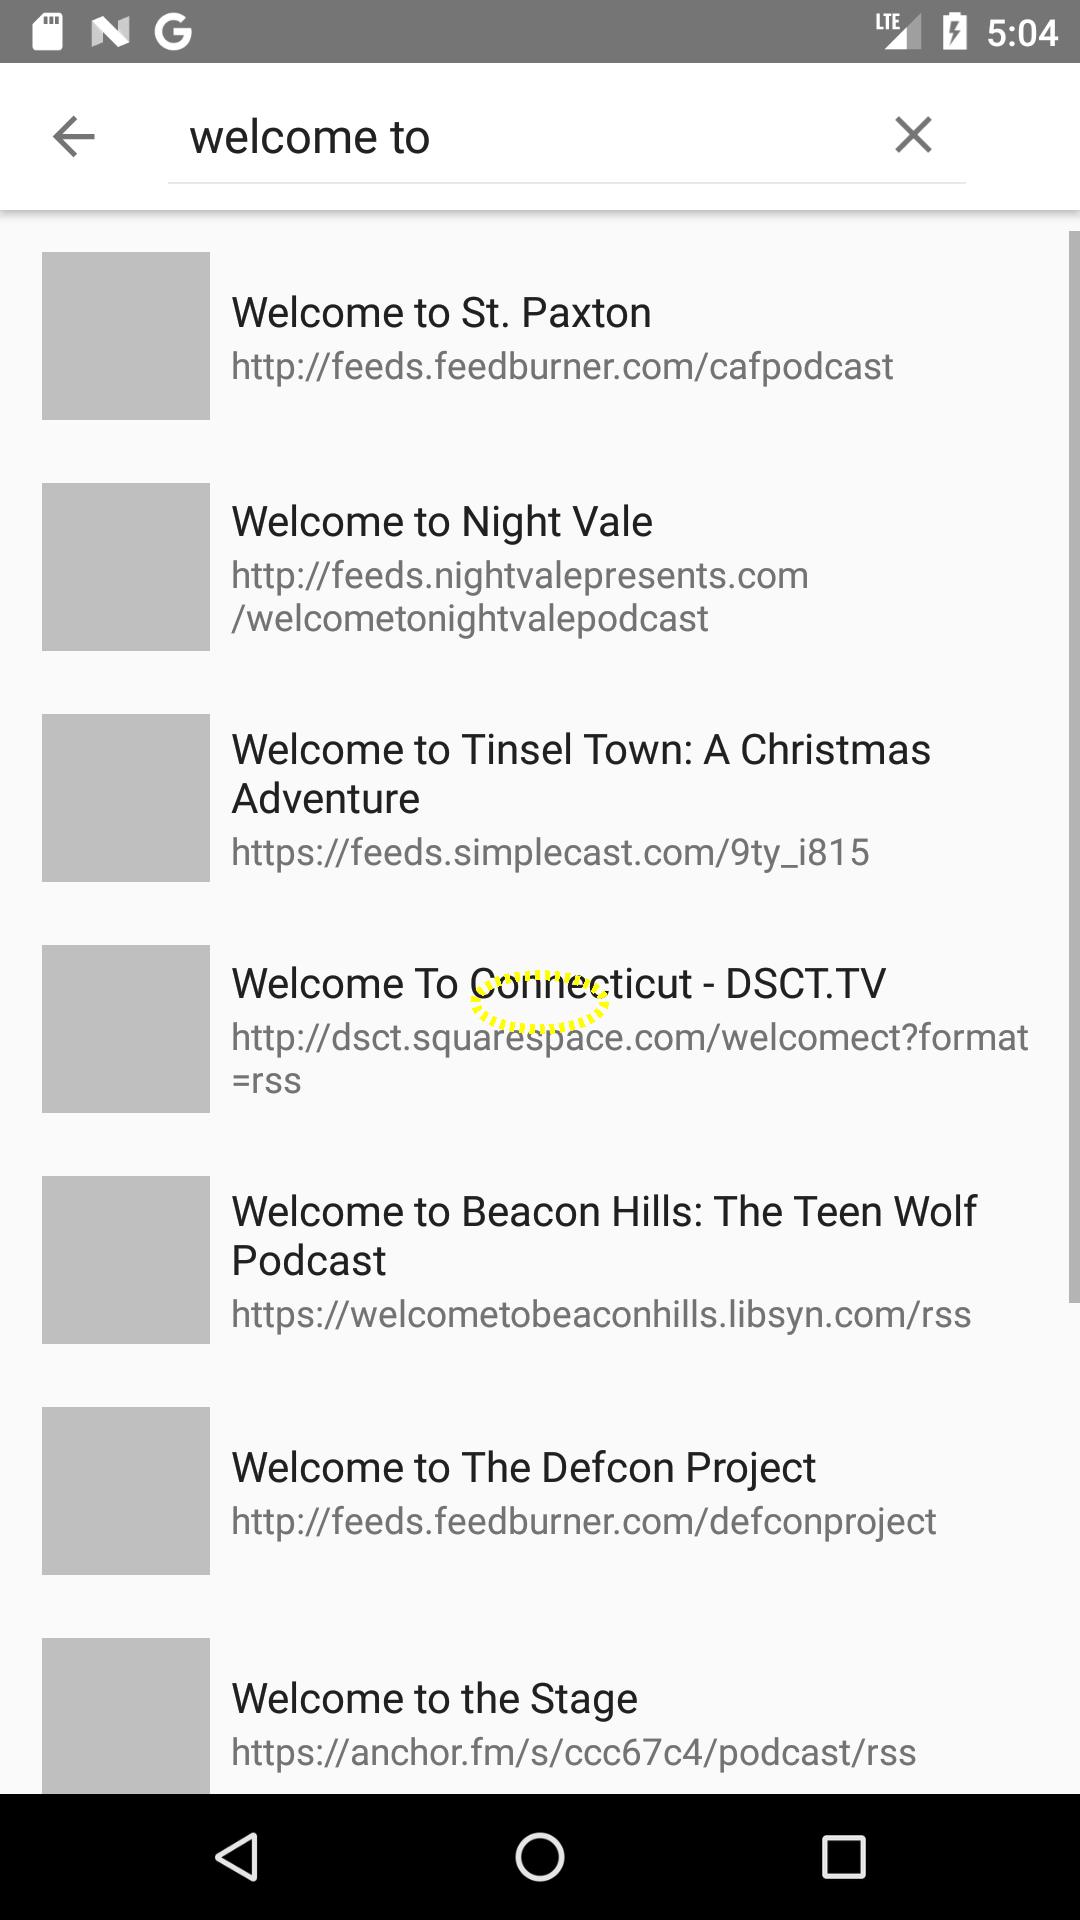 LTE 5:04
welcome to
Welcome to St. Paxton
http://feeds.feedburner.com/cafpodcast
Welcome to Night Vale
http://feeds.nightvalepresents.com
/welcometonightvalepodcast
Welcome to Tinsel Town: A Christmas
Adventure
https://feeds.simplecast.com/9ty_i815
Welcome To Connecticut - DSCT.TV
http://dsct.squarespace.com/welcomect?format
=rss
Welcome to Beacon Hills: The Teen Wolf
Podcast
https://welcometobeaconhills.libsyn.com/rss
Welcome to The Defcon Project
http://feeds.feedburner.com/defconproject
Welcome to the Stage
https://anchor.fm/s/ccc67c4/podcast/rss